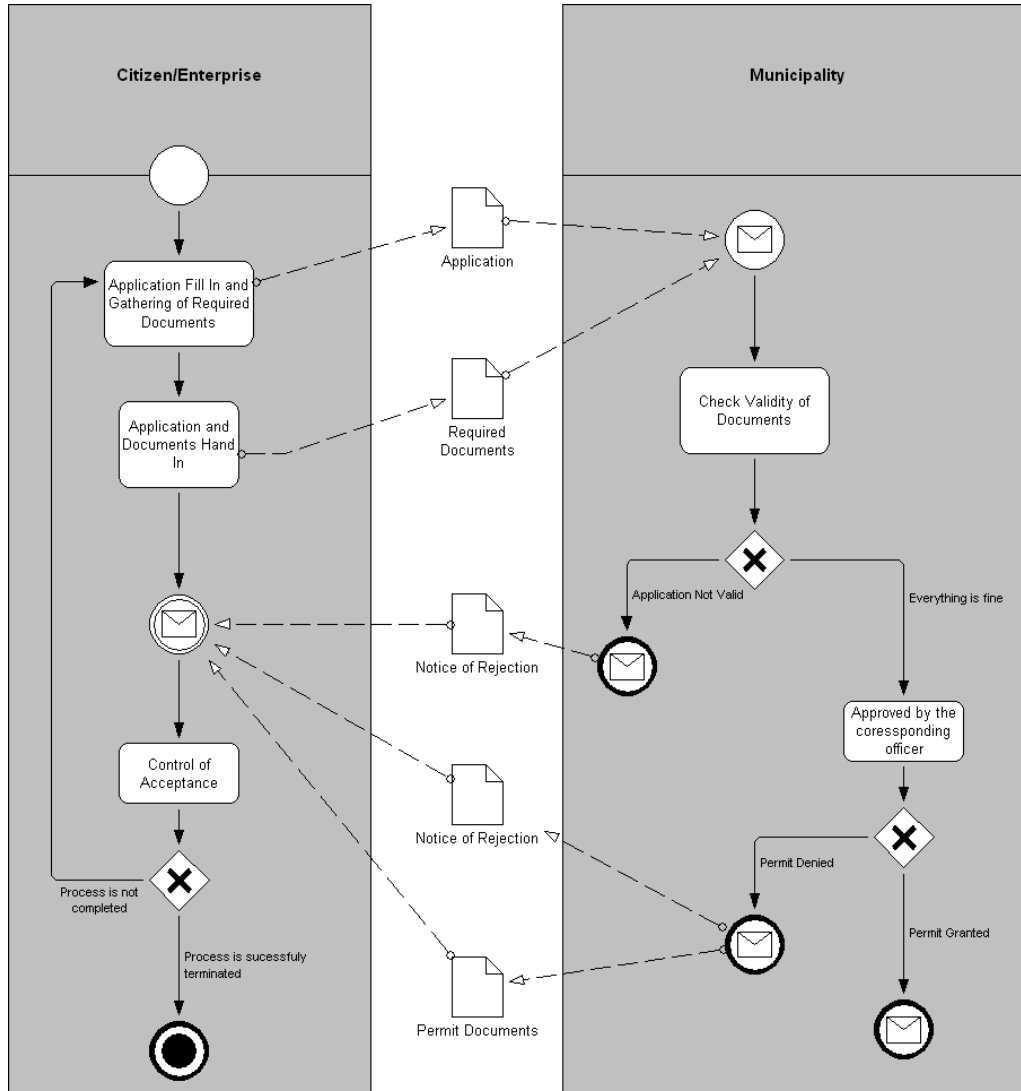 Citizen/Enterprise
Municipality
Application
Application Fill In and
Gathering of Required
Documents
Application and
Documents Hand
In
Required
Documents
Check Validity of
Documents
Application Not Valid
Everything is fine
Notice of Rejection
Approved by the
coressponding
officer
Control of
Acceptance
Notice of Rejection
Permit Denied
Process is not
completed
Permit Granted
Process is sucessfuly
terminated
Permit Documents